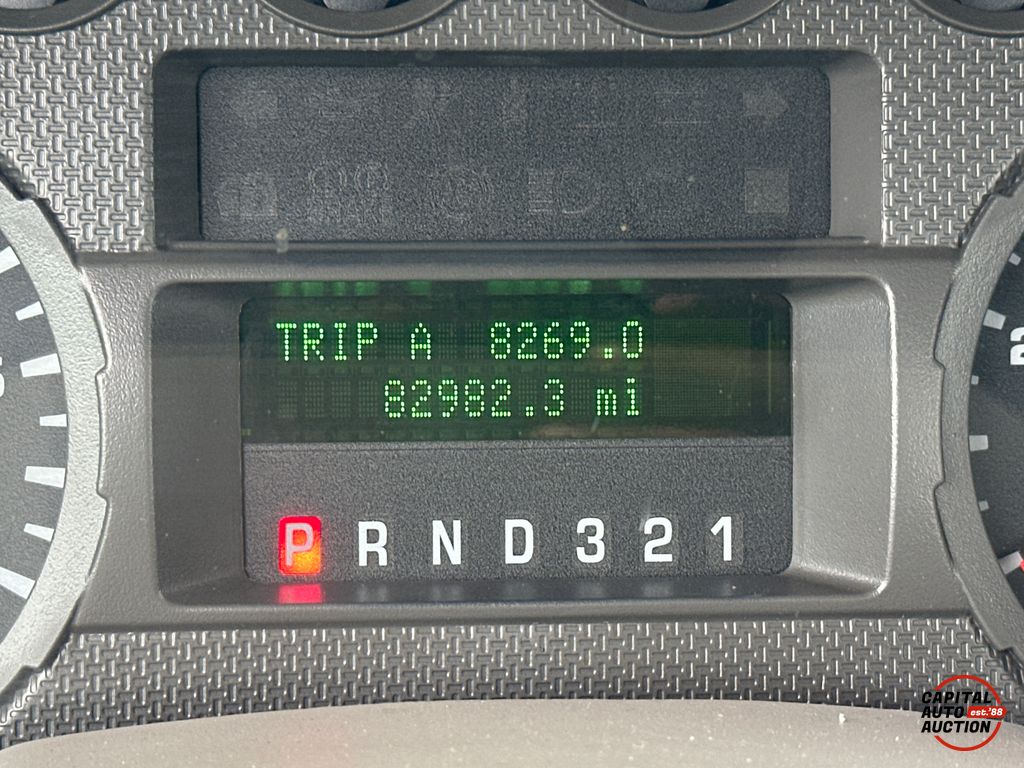 TRIP A 8269.0
82982.3 mi
P R N D 3 2 1
CAPITAL
AUTO est.'88
AUCTION